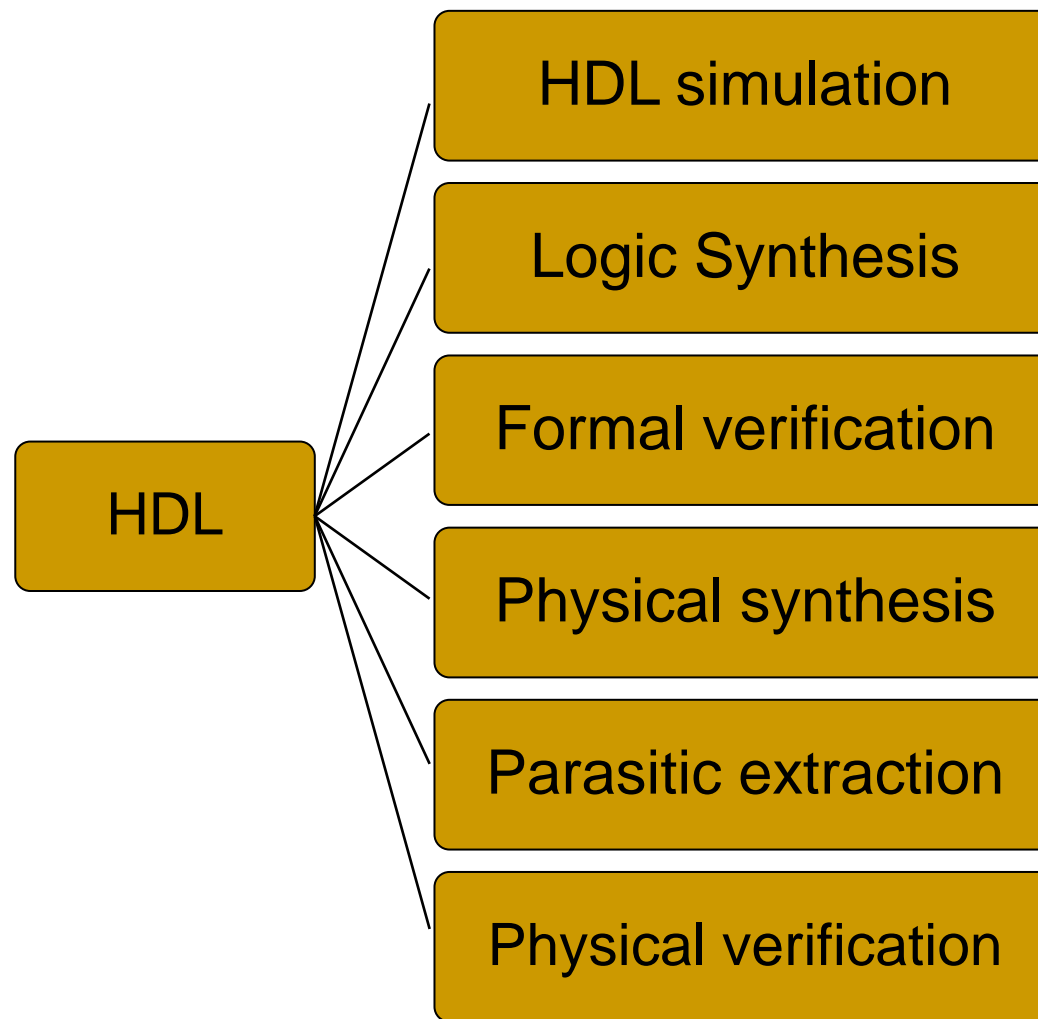 HDL simulation
Logic Synthesis
Formal verification
HDL
Physical synthesis
Parasitic extraction
Physical verification